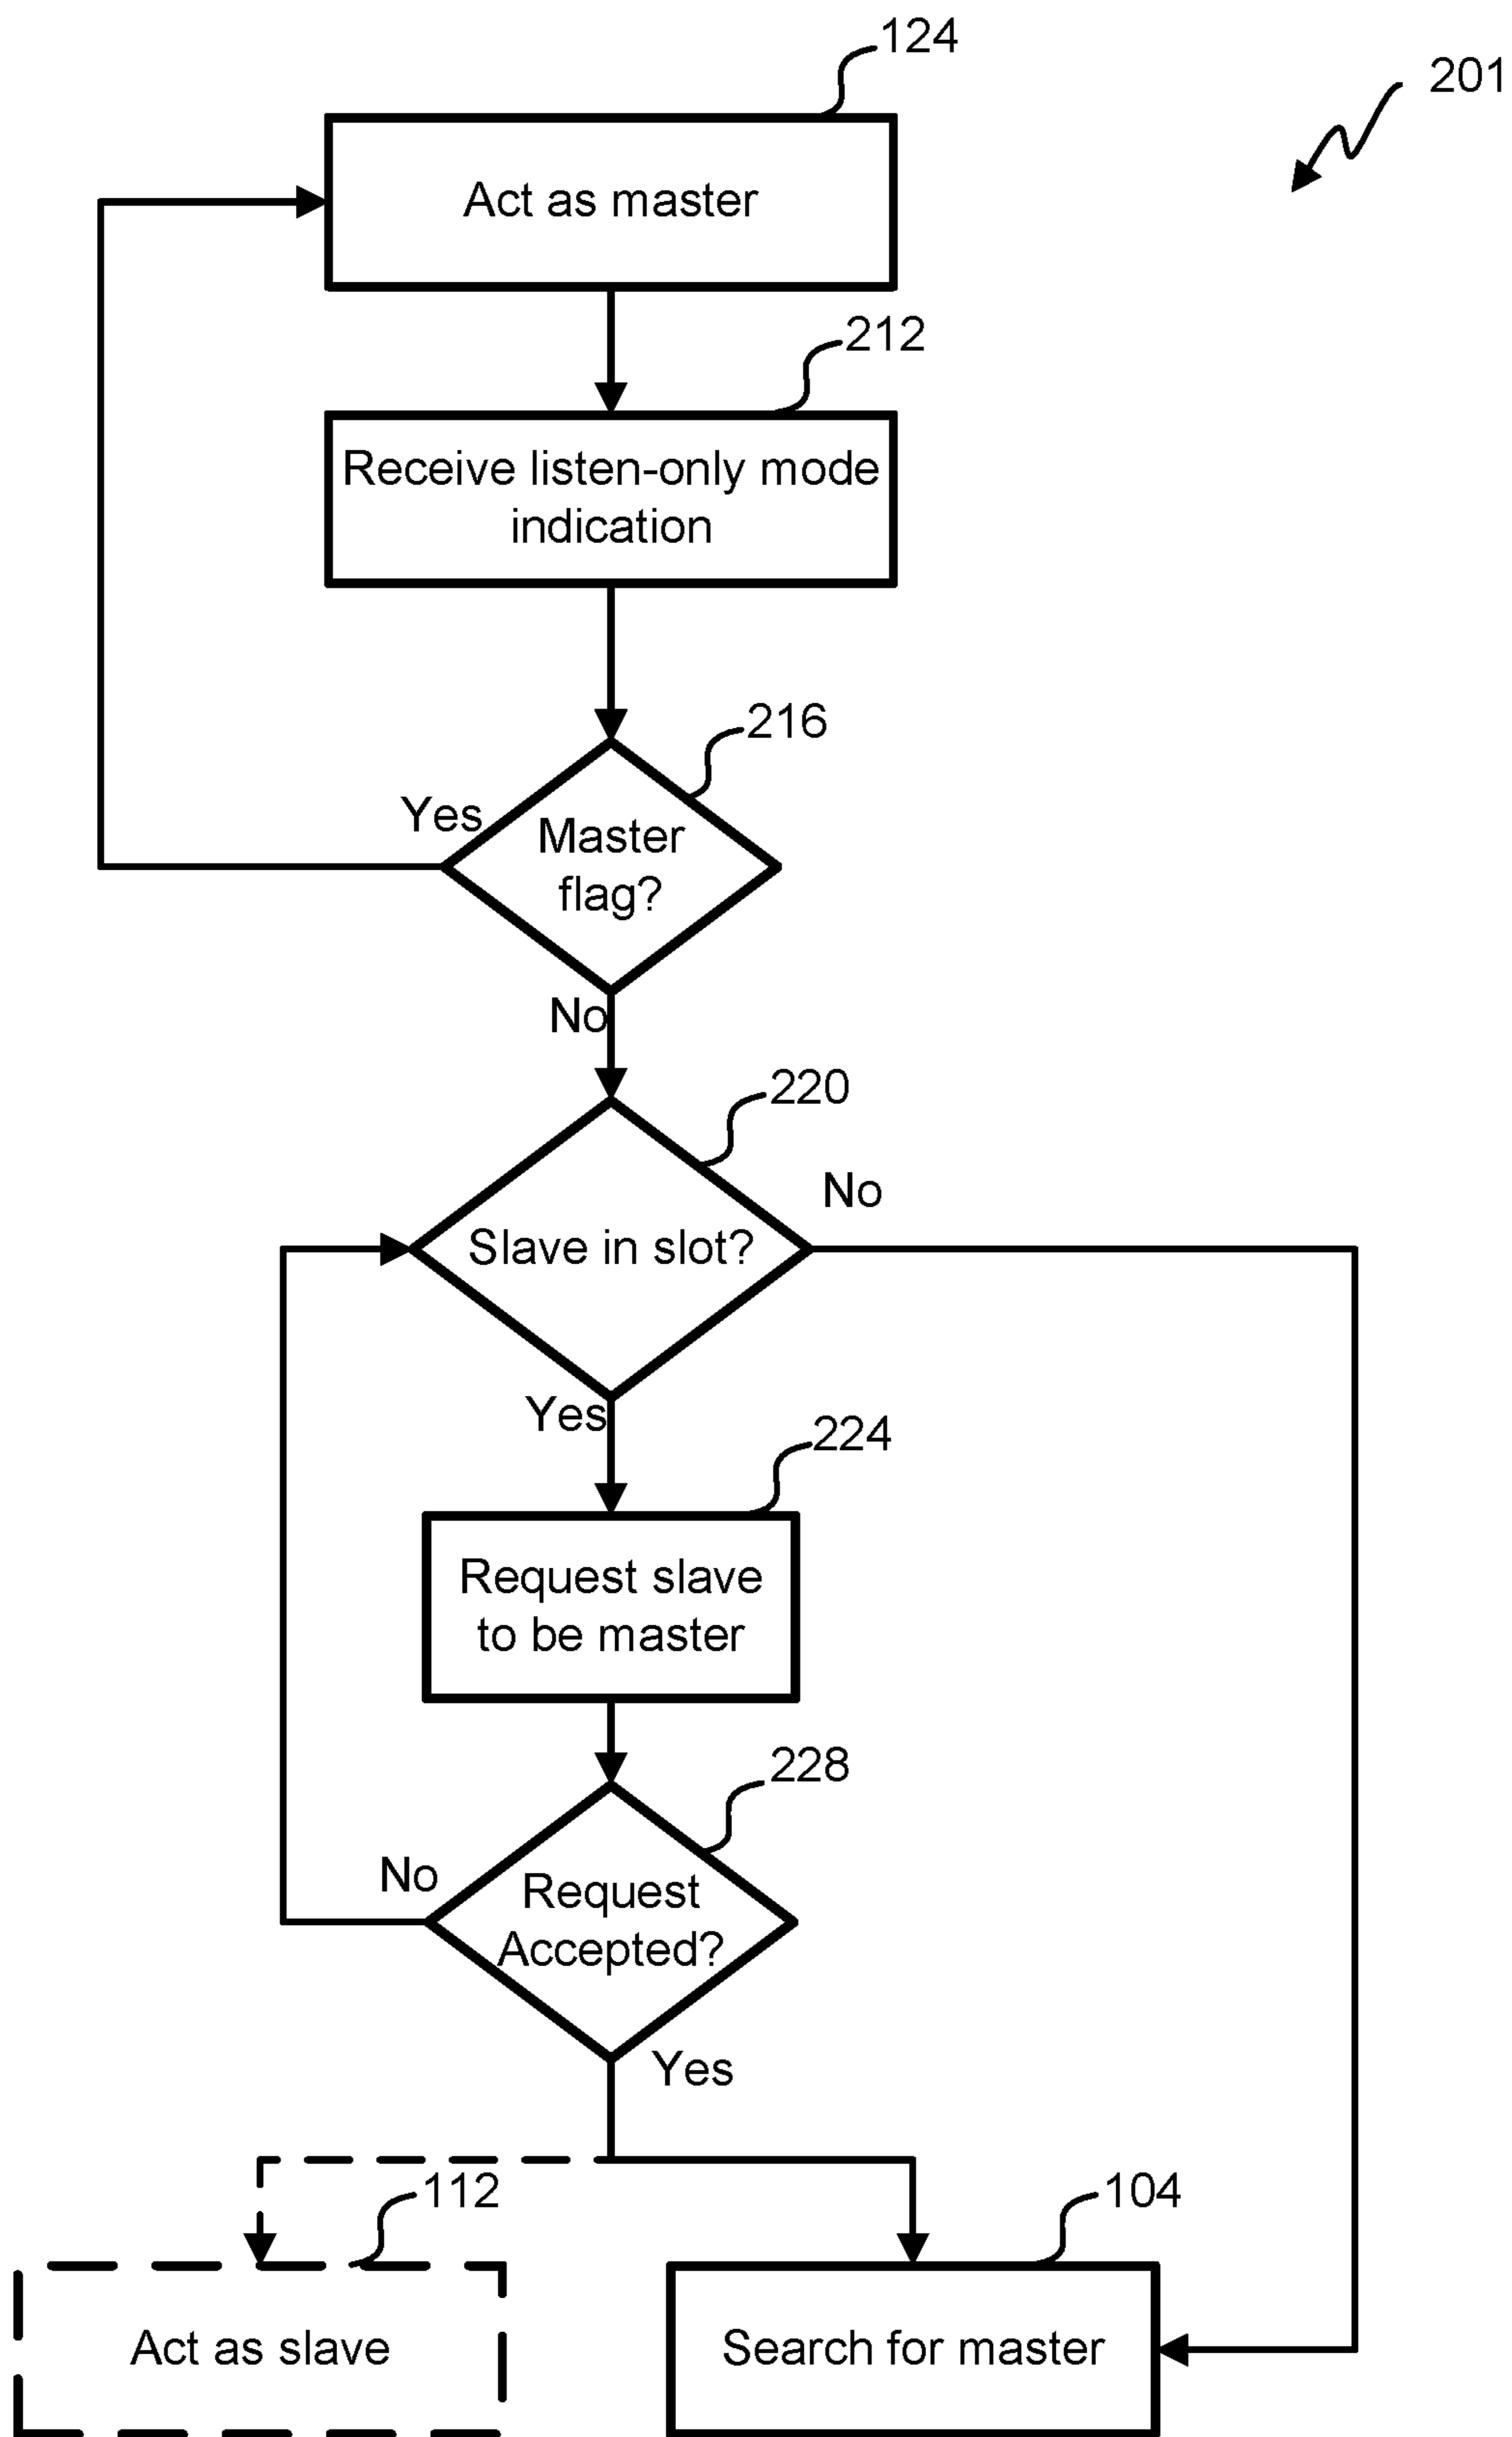 124
201
Act as master
212
Receive listen-only mode
indication
216
Yes
Master
flag?
No
220
No
Slave in slot?
Yes
224
Request slave
to be master
228
No
Request
Accepted?
Yes
112
104
Act as slave
Search for master